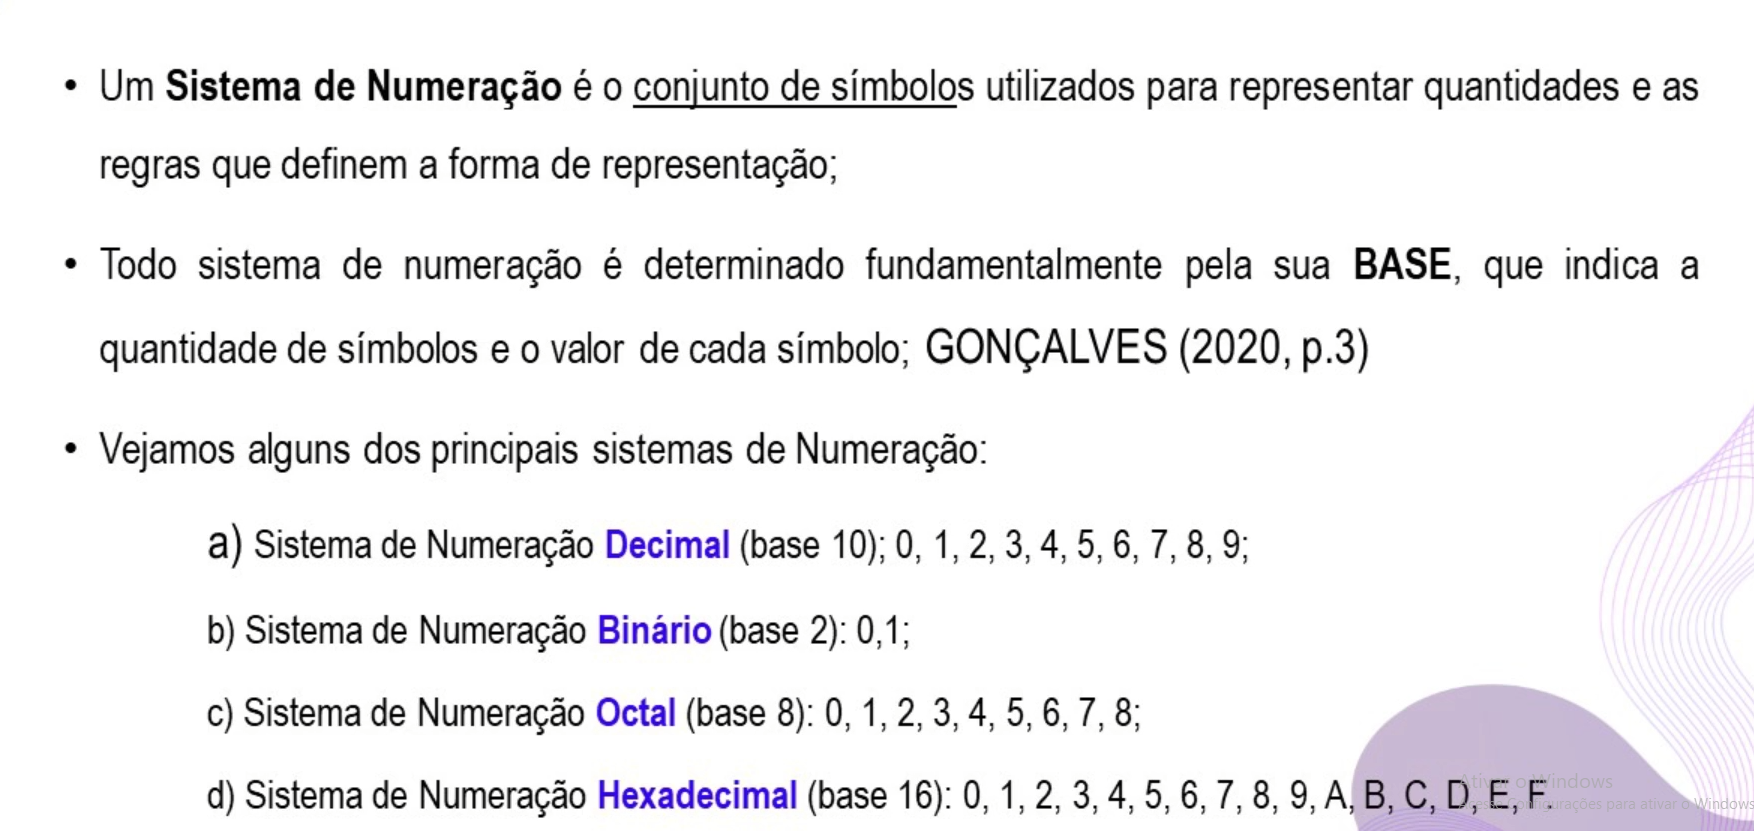 • Um Sistema de Numeração é o conjunto de símbolos utilizados para representar quantidades e as
regras que definem a forma de representação;
• Todo sistema de numeração é determinado fundamentalmente pela sua BASE, que indica a
quantidade de símbolos e o valor de cada símbolo; GONÇALVES (2020, p.3)
• Vejamos alguns dos principais sistemas de Numeração:
a) Sistema de Numeração Decimal (base 10); 0, 1, 2, 3, 4, 5, 6, 7, 8, 9;
b) Sistema de Numeração Binário (base 2): 0,1;
c) Sistema de Numeração Octal (base 8): 0, 1, 2, 3, 4, 5, 6, 7, 8;
d) Sistema de Numeração Hexadecimal (base 16): 0, 1, 2, 3, 4, 5, 6, 7, 8, 9, A, B, C, D, E, F.
Ativar o Windows
Acesse Configurações para ativar o Windows